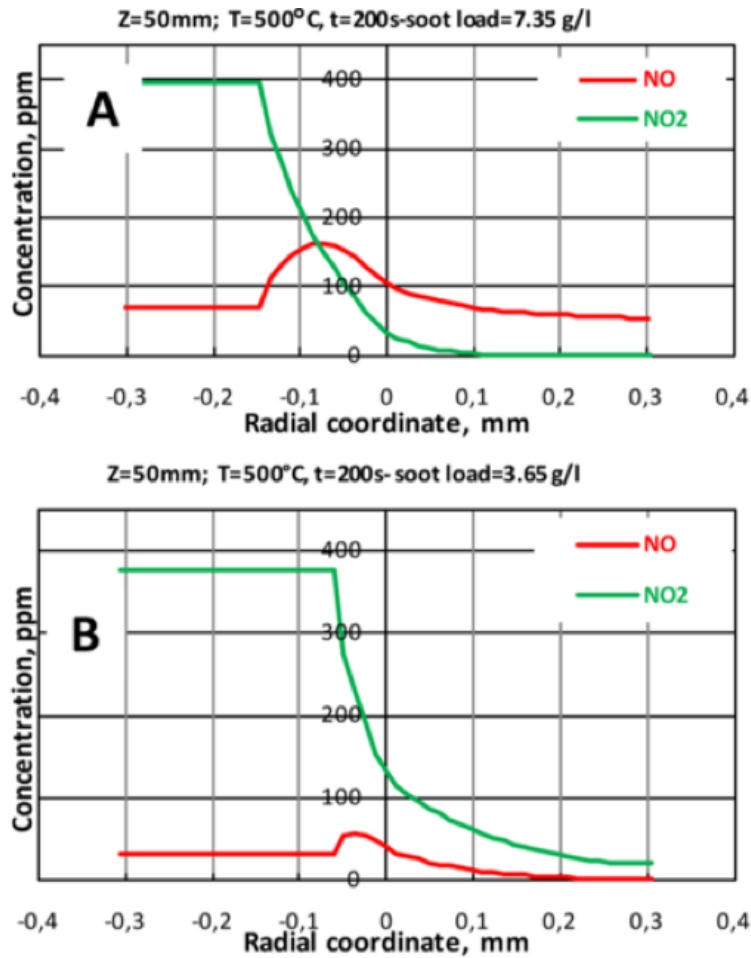 Z=50mm; T=500°C, t=200s-soot load=7.35 g/l
Concentration, ppm
A
400
300
200
100
0
NO
NO2
-0,4 -0,3 -0,2 -0,1 0 0,1 0,2 0,3 0,4
Radial coordinate, mm
Z=50mm; T=500°C, t=200s- soot load=3.65 g/l
Concentration, ppm
B
400
300
200
100
0
NO
NO2
-0,4 -0,3 -0,2 -0,1 0 0,1 0,2 0,3 0,4
Radial coordinate, mm